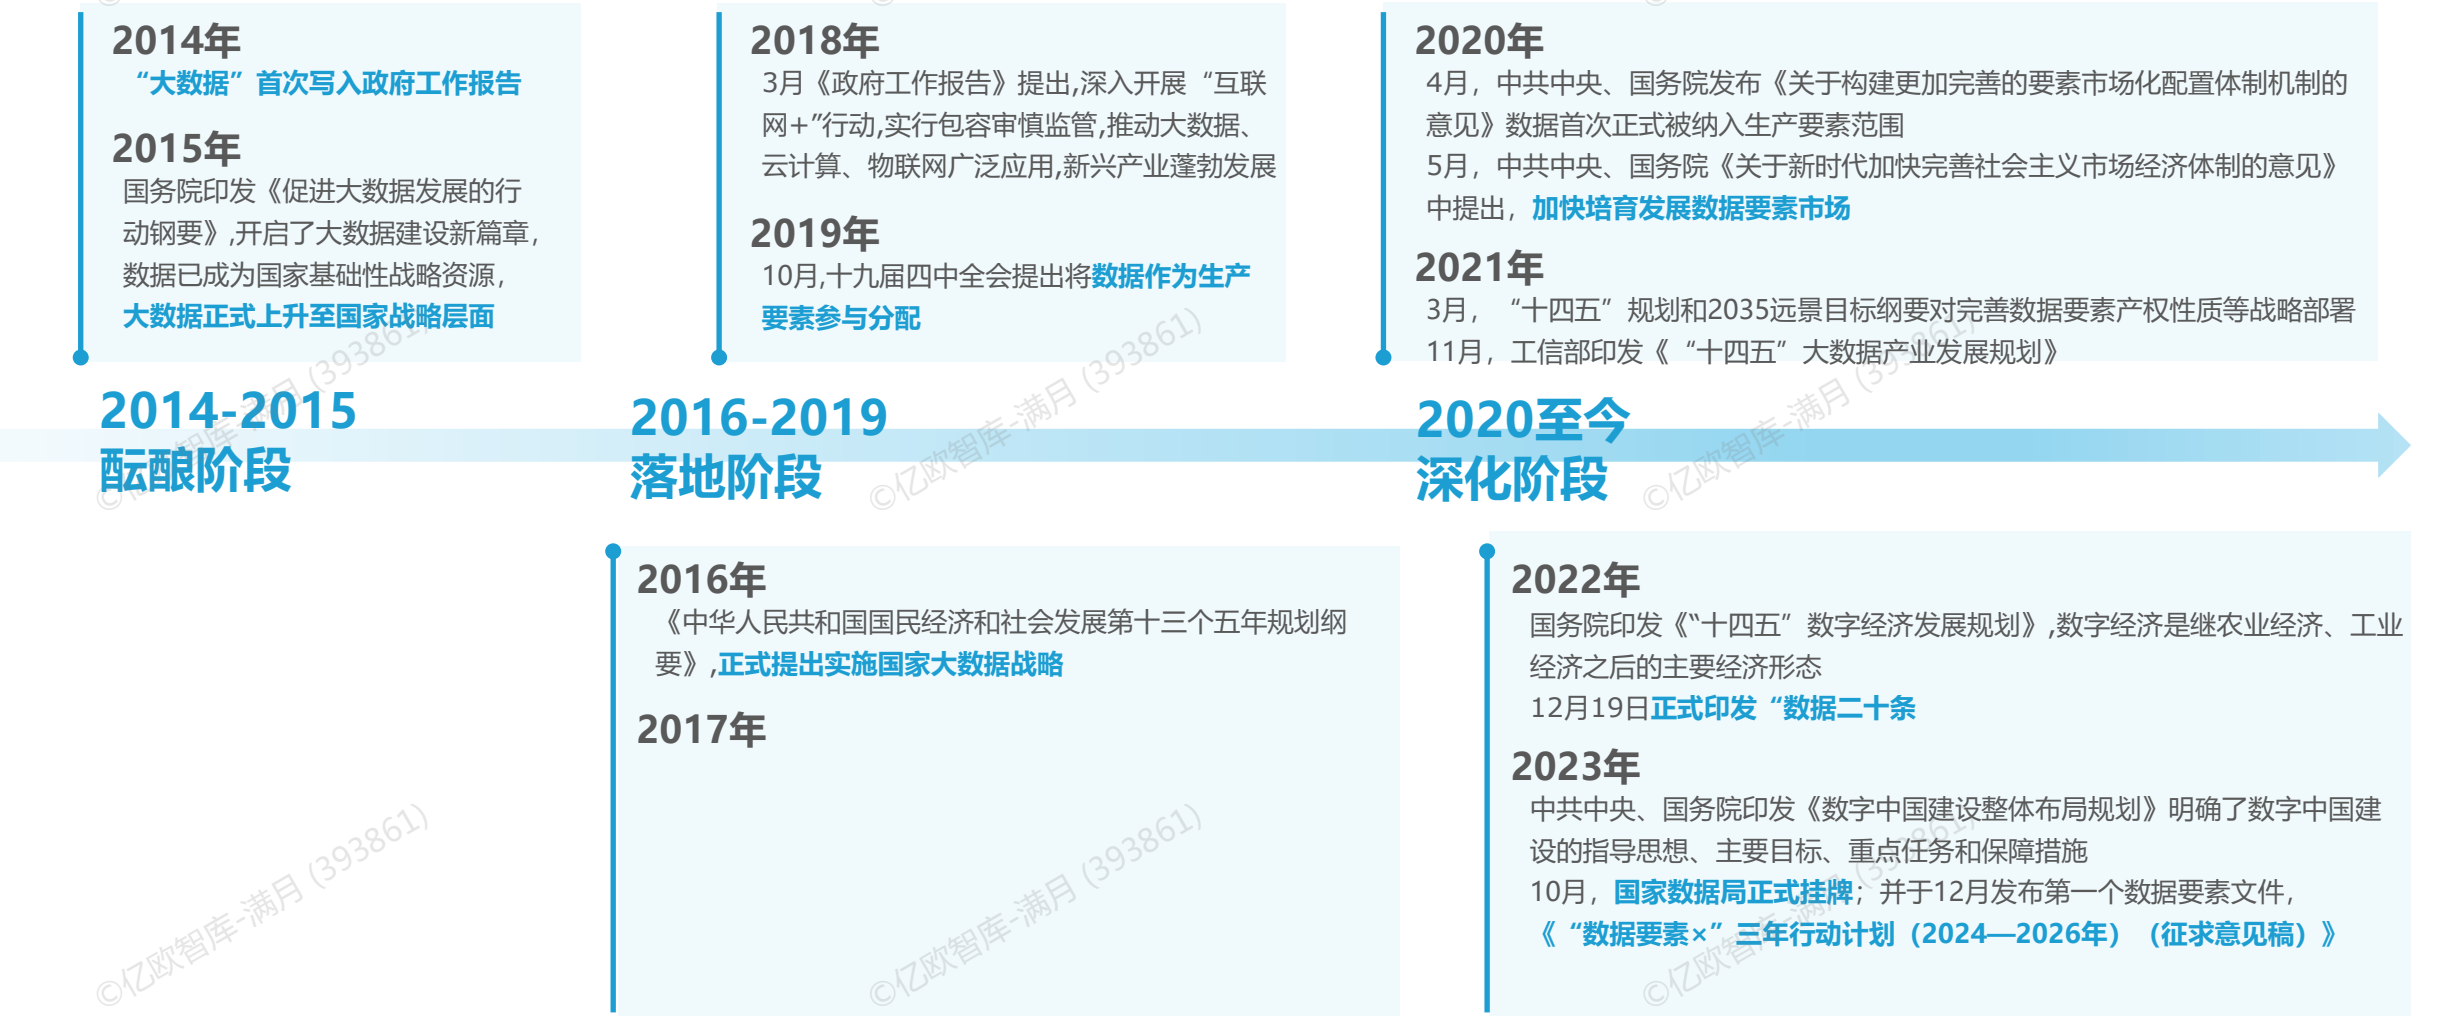 2014年
“大数据”首次写入政府工作报告
2015年
国务院印发《促进大数据发展的行
动钢要》,开启了大数据建设新篇章，
数据已成为国家基础性战略资源，
大数据正式上升至国家战略层面
2018年
3月《政府工作报告》提出,深入开展“互联
网+”行动,实行包容审慎监管,推动大数据、
云计算、物联网广泛应用,新兴产业蓬勃发展
2019年
10月,十九届四中全会提出将数据作为生产
要素参与分配
2020年
4月，中共中央、国务院发布《关于构建更加完善的要素市场化配置体制机制的
意见》数据首次正式被纳入生产要素范围
5月，中共中央、国务院《关于新时代加快完善社会主义市场经济体制的意见》
中提出，加快培育发展数据要素市场
2021年
3月，“十四五”规划和2035远景目标纲要对完善数据要素产权性质等战略部署
11月，工信部印发《“十四五”大数据产业发展规划》
2014-2015
酝酿阶段
2016-2019
落地阶段
2020至今
深化阶段
2016年
《中华人民共和国国民经济和社会发展第十三个五年规划纲
要》,正式提出实施国家大数据战略
2017年
2022年
国务院印发《“十四五”数字经济发展规划》,数字经济是继农业经济、工业
经济之后的主要经济形态
12月19日正式印发“数据二十条
2023年
中共中央、国务院印发《数字中国建设整体布局规划》明确了数字中国建
设的指导思想、主要目标、重点任务和保障措施
10月，国家数据局正式挂牌；并于12月发布第一个数据要素文件，
《“数据要素×”三年行动计划（2024—2026年）（征求意见稿）》
©亿欧智库-满月 (393861)
©亿欧智库-满月 (393861)
©亿欧智库-满月 (393861)
©亿欧智库-满月 (393861)
©亿欧智库-满月 (393861)
©亿欧智库-满月 (393861)